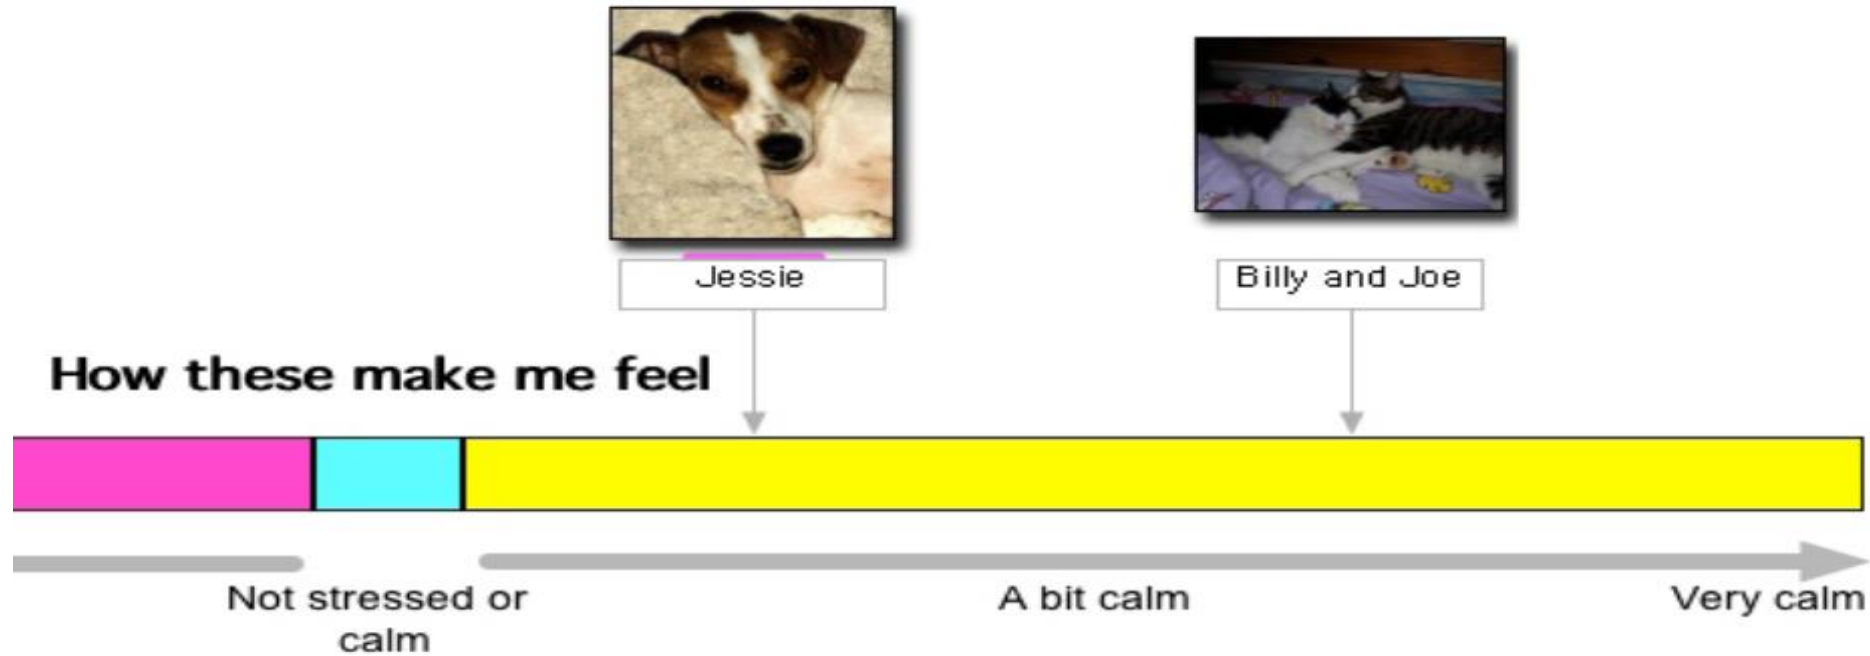 Jessie
Billy and Joe
How these make me feel
Not stressed or
calm
A bit calm
Very calm